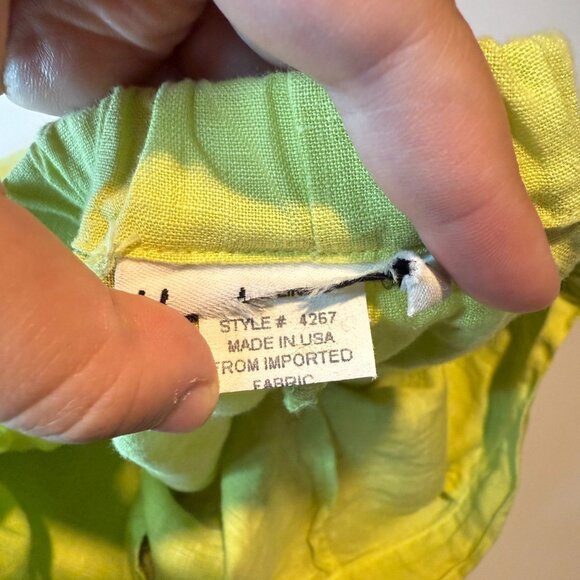 STYLE # 4267
MADE IN USA
FROM IMPORTED
FABRIC